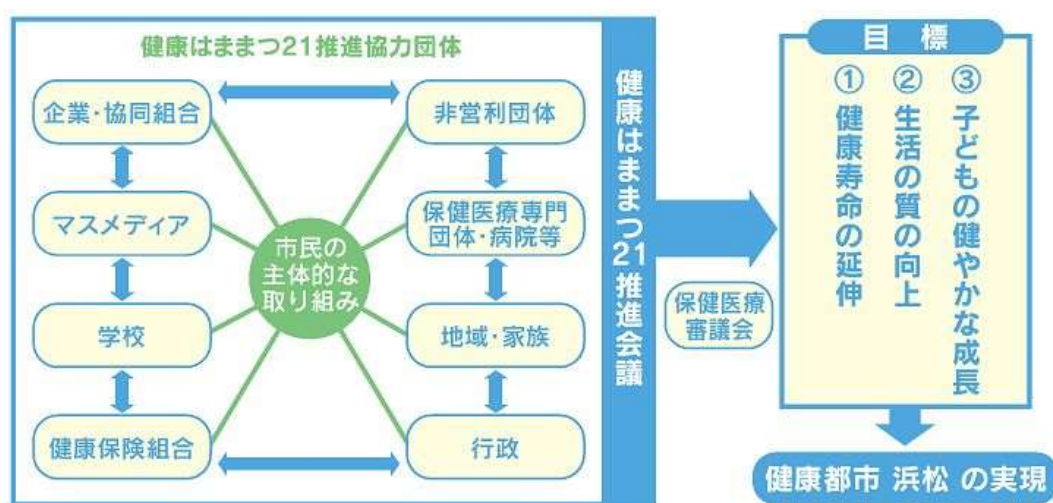 健康はままつ21推進協力団体
企業・協同組合
非営利団体
マスメディア
保健医療専門
団体・病院等
市民の
主体的な
取り組み
学校
地域・家族
健康保険組合
行政
健康はままつ21推進会議
保健医療
審議会
目標
①健康寿命の延伸
②生活の質の向上
③子どもの健やかな成長
健康都市 浜松 の実現